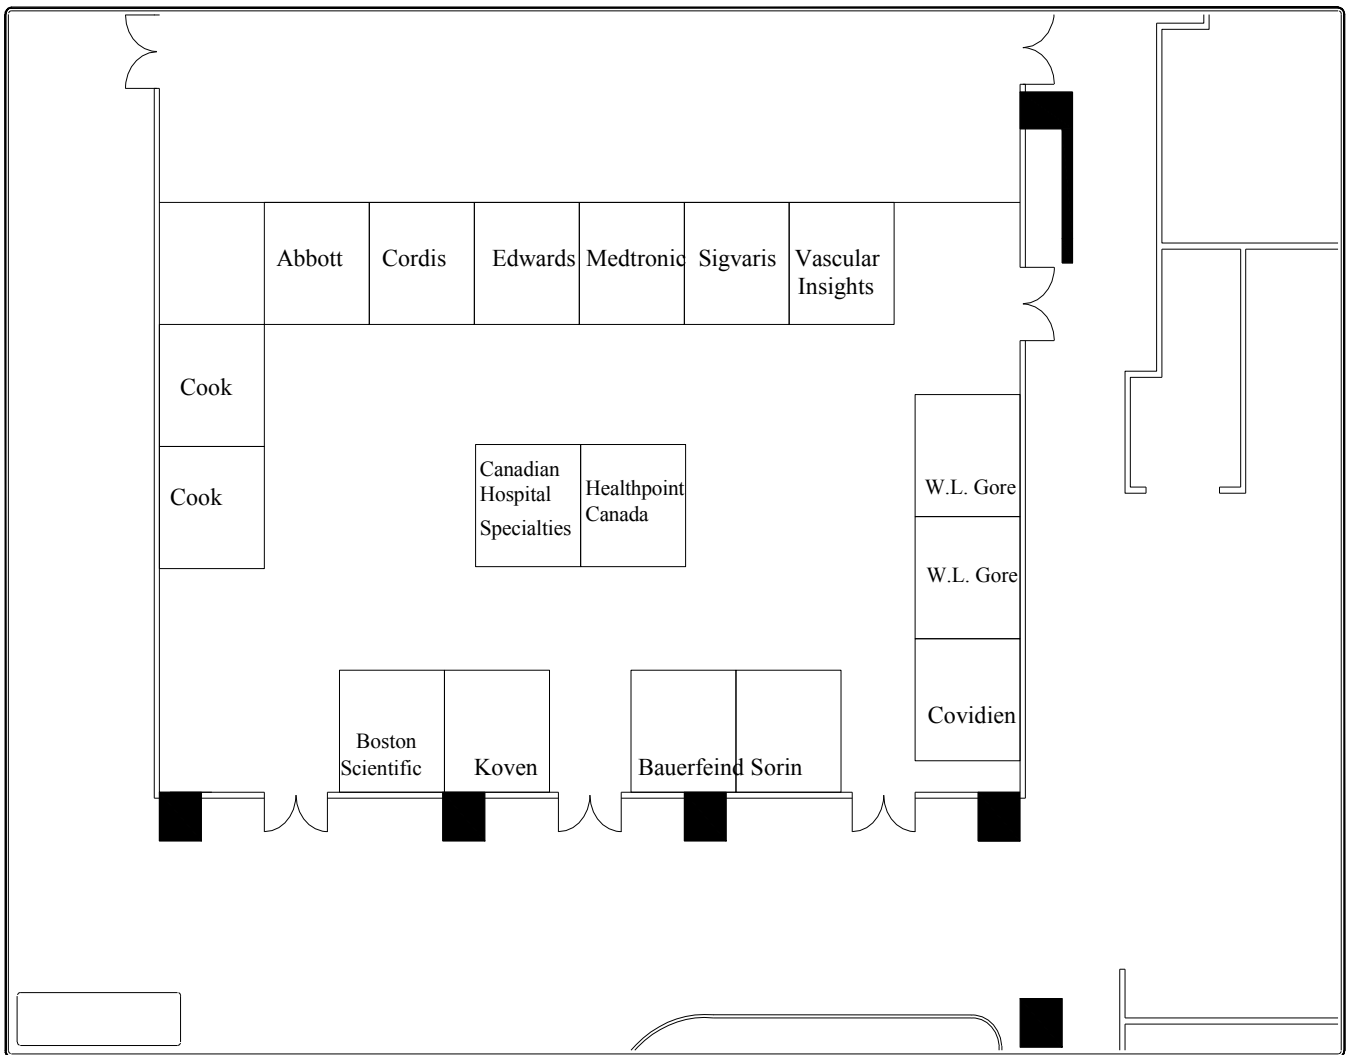 Abbott
Cordis
Edwards
Medtronic
Sigvaris
Vascular
Insights
Cook
Cook
Canadian
Hospital
Specialties
Healthpoint
Canada
W.L. Gore
W.L. Gore
Covidien
Boston
Scientific
Koven
Bauerfeind
Sorin